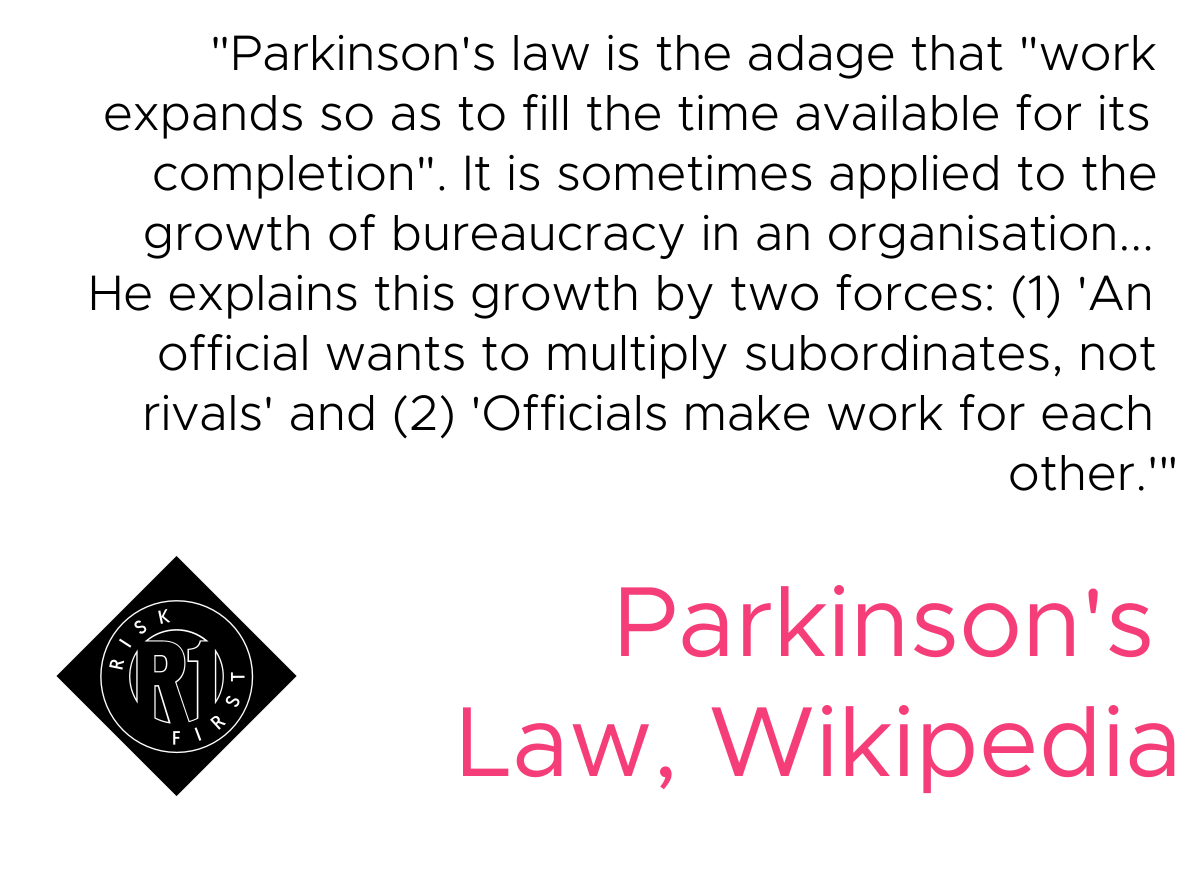 "Parkinson's law is the adage that "work
expands so as to fill the time available for its
completion". It is sometimes applied to the
growth of bureaucracy in an organisation...
He explains this growth by two forces: (1) 'An
official wants to multiply subordinates, not
rivals' and (2) 'Officials make work for each
other.'"
RISK
R1
FIRST
Parkinson's
Law, Wikipedia